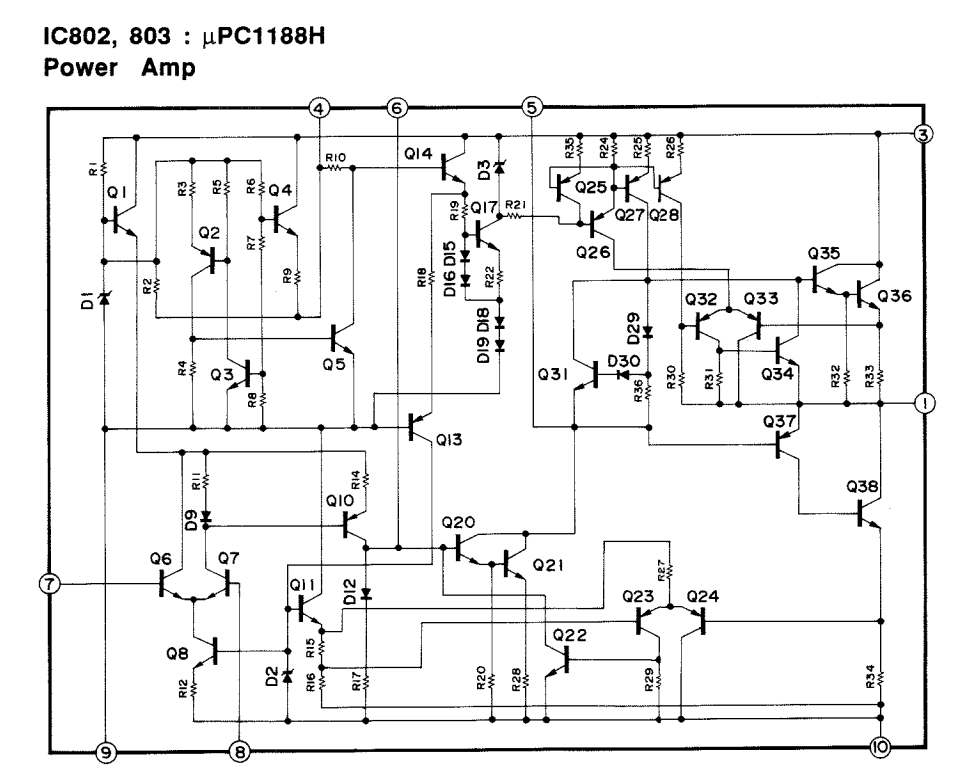 IC802, 803 : μPC1188H
Power Amp
4 6 5
3
R1 Q1 R3 R5 R6 Q4 R10 Q14 D3 R35 R24 R25 R26
Q25 Q27 Q28
R19 Q17 R21
Q2 R7 Q26 Q35
R2 R9 R18 D16 D15 R22 Q36
D1 Q32 Q33
D19 D18 D29
R4 Q3 Q5 Q31 D30 Q34
R8 R36 R30 R31 R32 R33
1
Q13 Q37
R11 R14
D9 Q10 Q20 Q38
Q6 Q7 Q21 R27
7 Q11 D12 Q23 Q24
Q8 R15 Q22
R12 D2 R16 R17 R20 R28 R29 R34
9 8 10